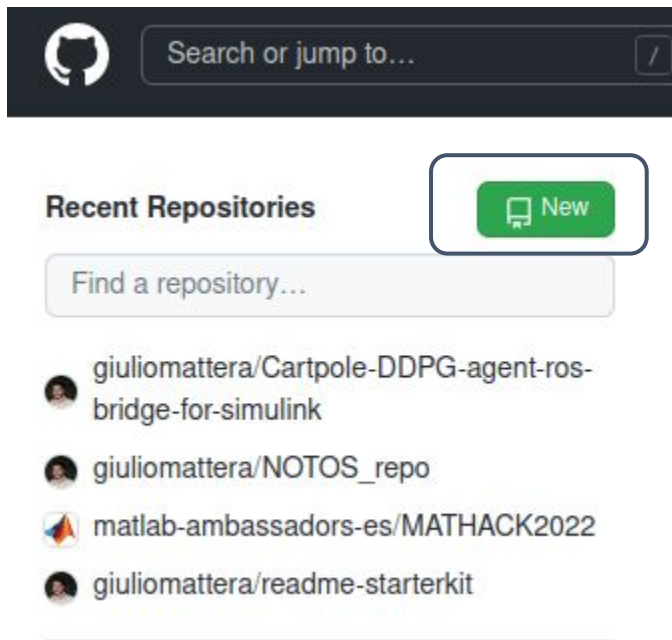 Search or jump to…
/
Recent Repositories
New
Find a repository…
giuliomattera/Cartpole-DDPG-agent-ros-
bridge-for-simulink
giuliomattera/NOTOS_repo
matlab-ambassadors-es/MATHACK2022
giuliomattera/readme-starterkit